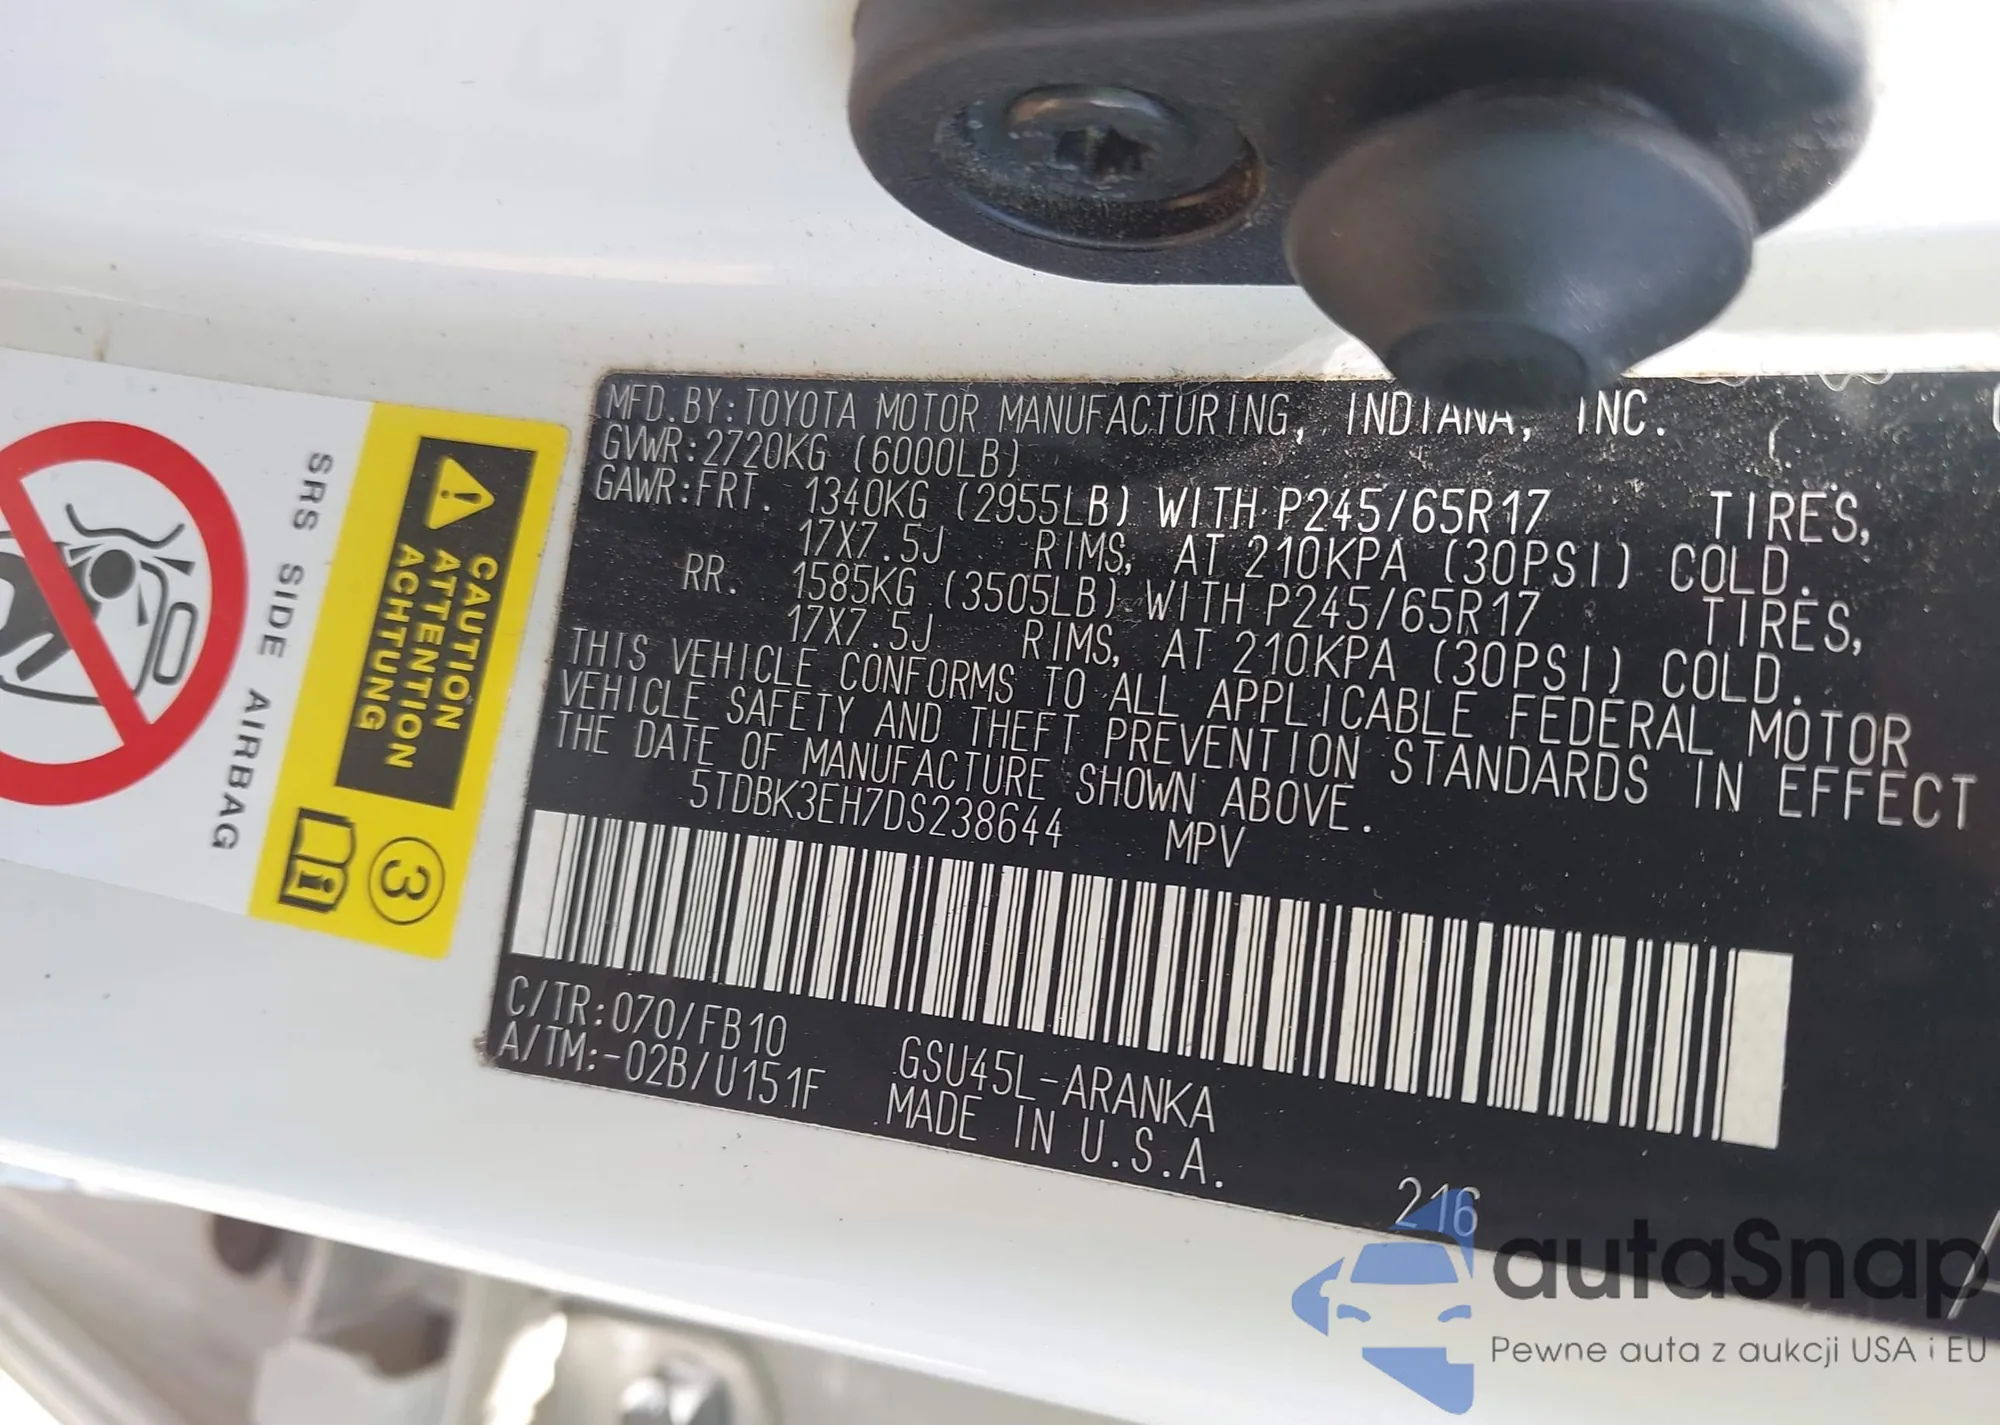 MFD.BY:TOYOTA MOTOR MANUFACTURING, INDIANA, INC.
GVWR:2720KG (6000LB)
GAWR:FRT. 1340KG (2955LB) WITH P245/65R17 TIRES,
17X7.5J RIMS, AT 210KPA (30PSI) COLD.
RR. 1585KG (3505LB) WITH P245/65R17 TIRES,
17X7.5J RIMS, AT 210KPA (30PSI) COLD.
THIS VEHICLE CONFORMS TO ALL APPLICABLE FEDERAL MOTOR
VEHICLE SAFETY AND THEFT PREVENTION STANDARDS IN EFFECT
THE DATE OF MANUFACTURE SHOWN ABOVE.
5TDBK3EH7DS238644 MPV
C/TR:070/FB10
A/TM:-02B/U151F
GSU45L-ARANKA
MADE IN U.S.A.
216
SRS SIDE AIRBAG
CAUTION
ATTENTION
ACHTUNG
3
autaSnap
Pewne auta z aukcji USA i EU